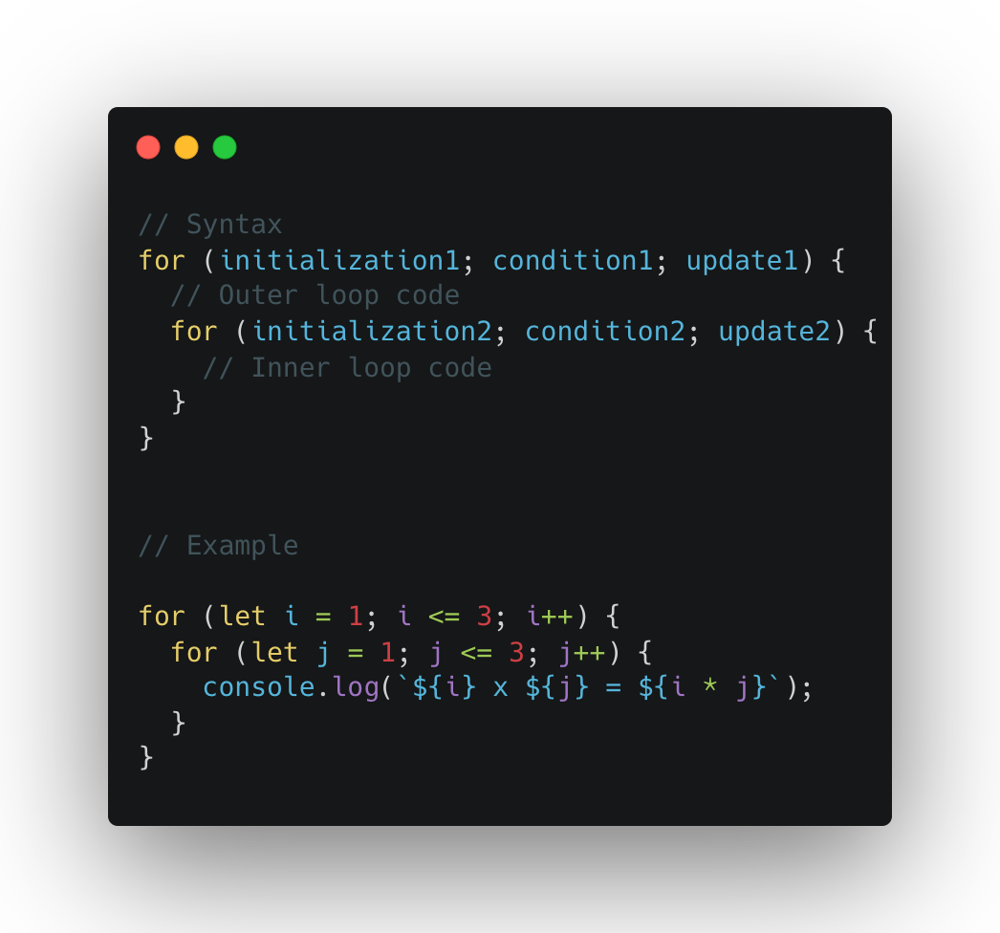 // Syntax
for (initialization1; condition1; update1) {
  // Outer loop code
  for (initialization2; condition2; update2) {
    // Inner loop code
  }
}
// Example
for (let i = 1; i <= 3; i++) {
  for (let j = 1; j <= 3; j++) {
    console.log(`${i} x ${j} = ${i * j}`);
  }
}